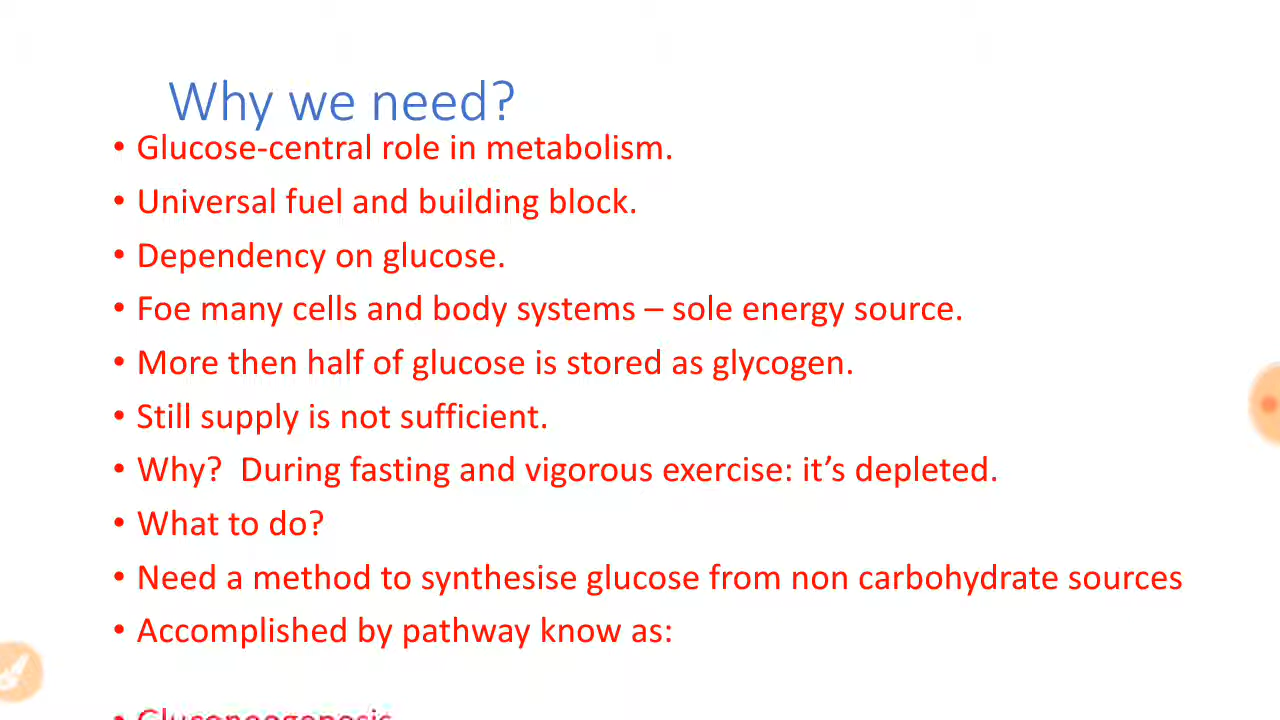 Why we need?
• Glucose-central role in metabolism.
• Universal fuel and building block.
• Dependency on glucose.
• Foe many cells and body systems – sole energy source.
• More then half of glucose is stored as glycogen.
• Still supply is not sufficient.
• Why?  During fasting and vigorous exercise: it’s depleted.
• What to do?
• Need a method to synthesise glucose from non carbohydrate sources
• Accomplished by pathway know as:
• Gluconeogenesis